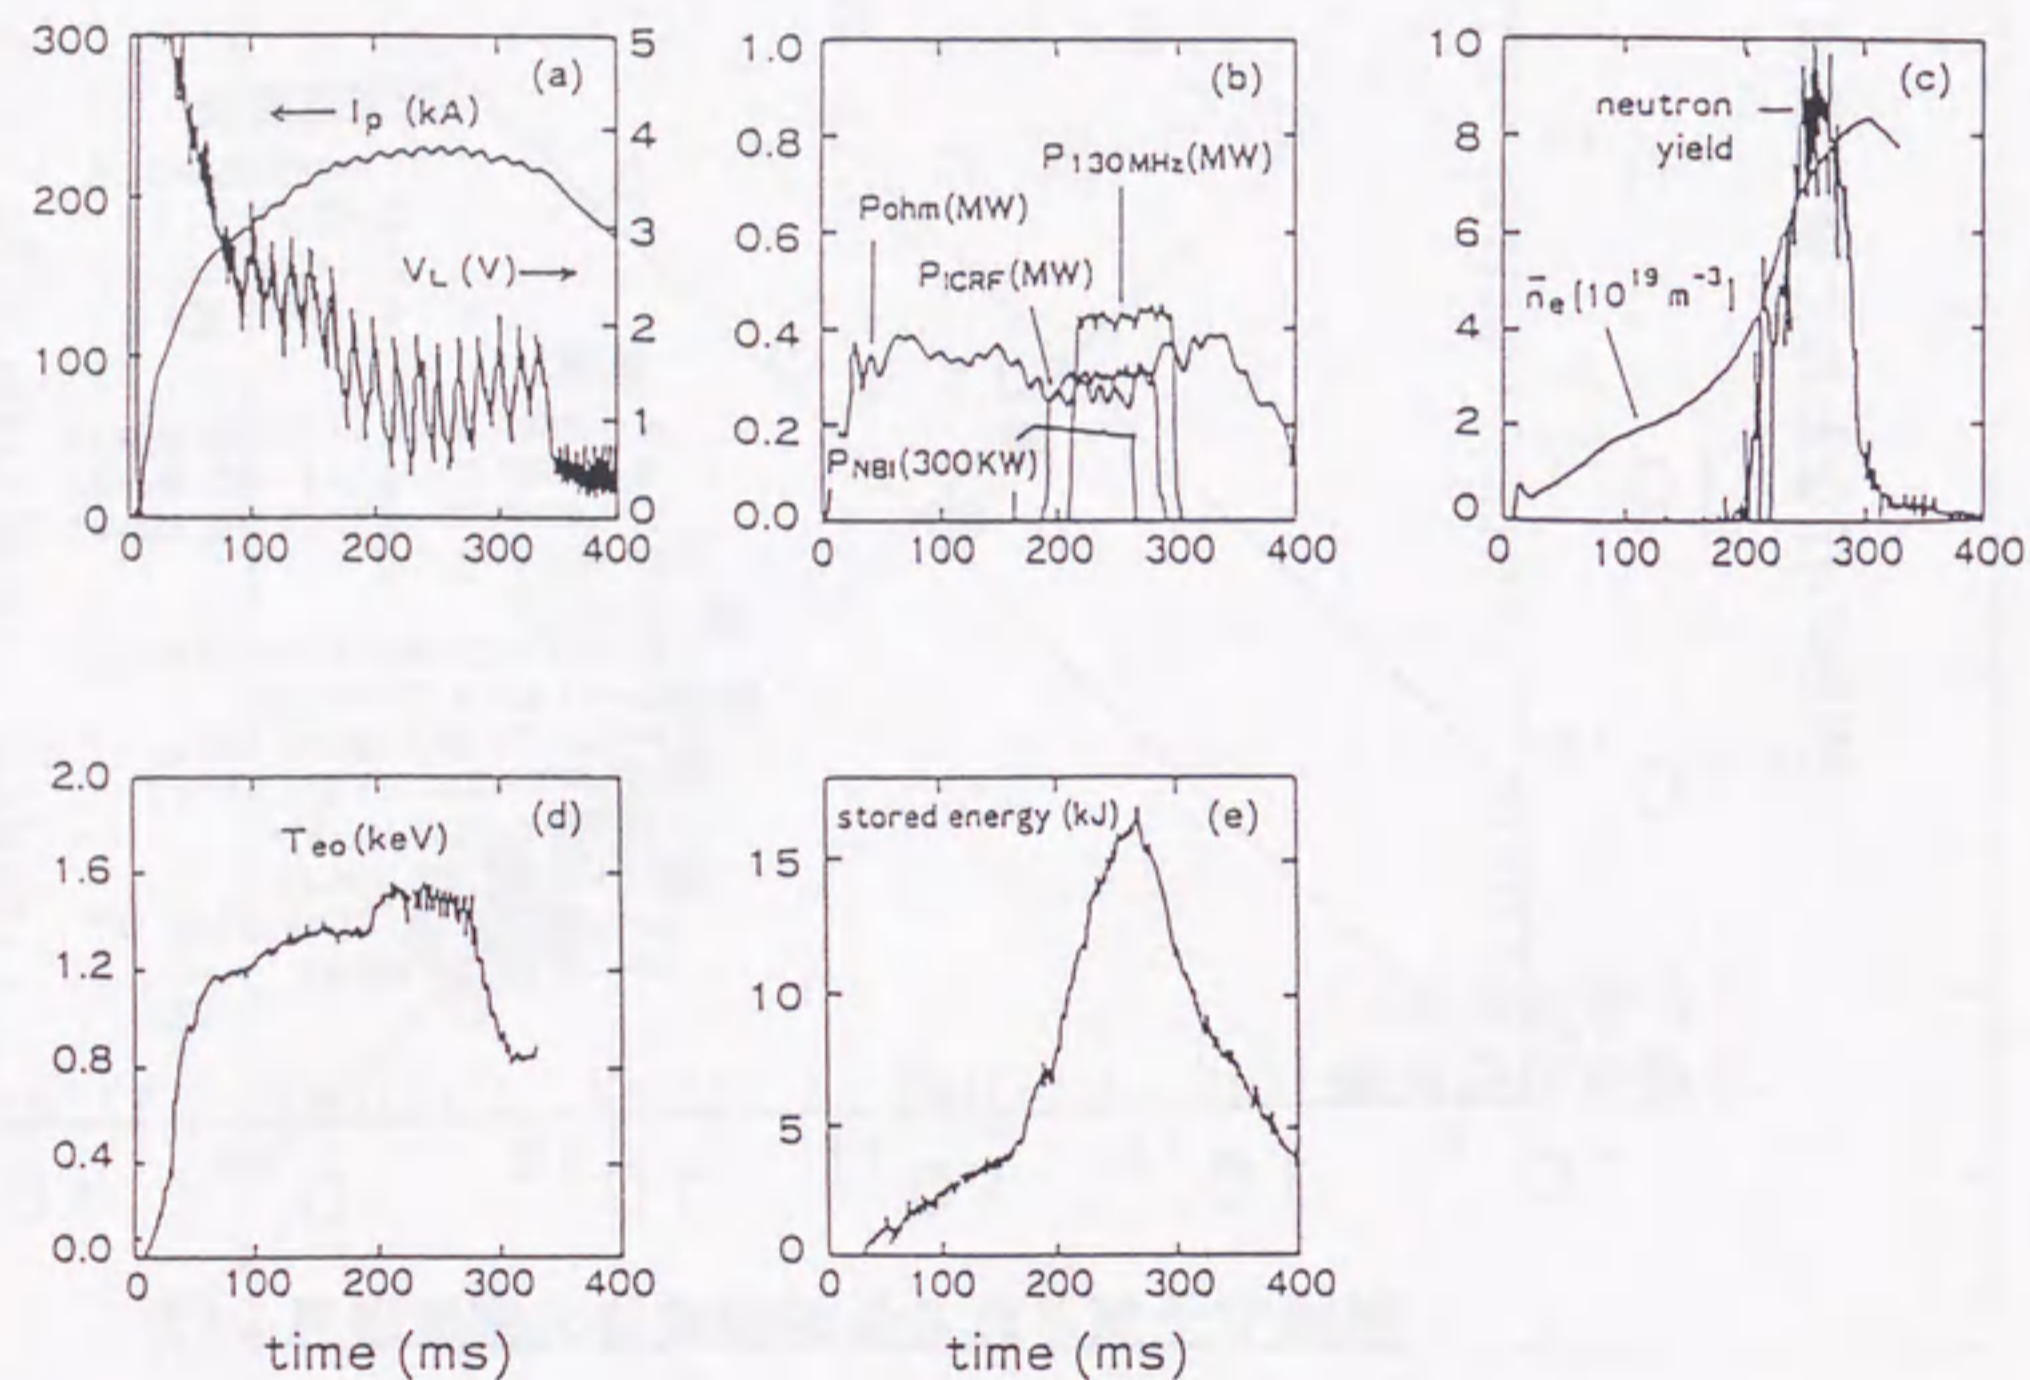 300
200
100
0
5
4
3
2
1
0
(a)
← Ip (kA)
VL (V) →
0 100 200 300 400
1.0
0.8
0.6
0.4
0.2
0.0
(b)
P130MHz(MW)
Pohm(MW)
PICRF(MW)
PNBI(300KW)
0 100 200 300 400
10
8
6
4
2
0
(c)
neutron
yield
n̄e [10¹⁹ m⁻³]
0 100 200 300 400
2.0
1.6
1.2
0.8
0.4
0.0
(d)
Teo (keV)
0 100 200 300 400
time (ms)
15
10
5
0
stored energy (kJ) (e)
0 100 200 300 400
time (ms)